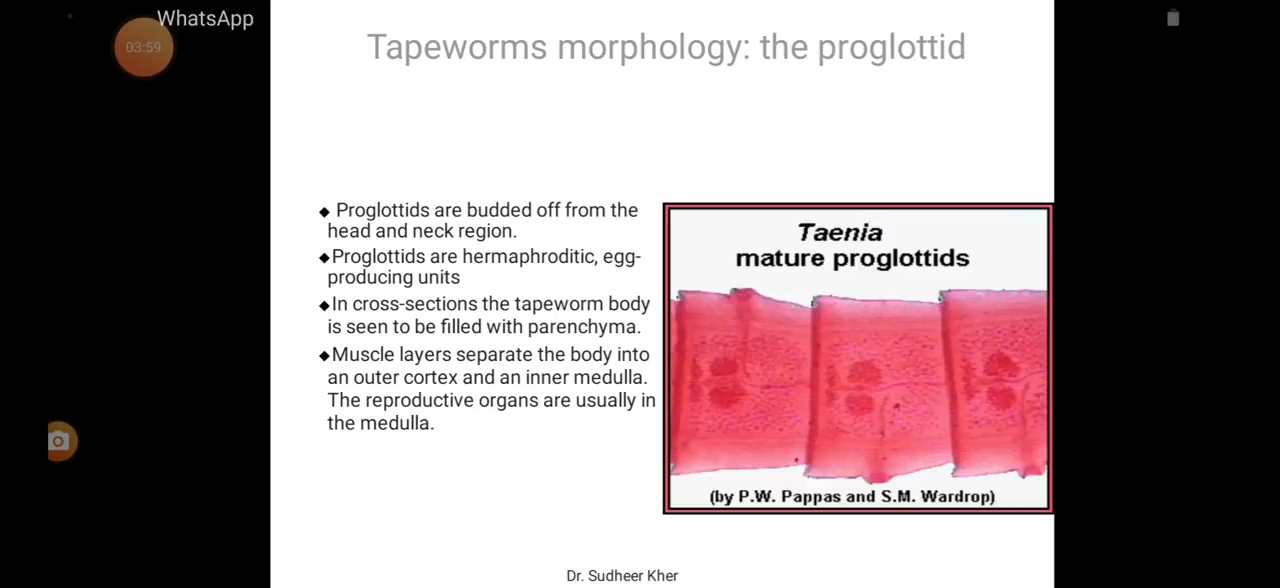 WhatsApp
03:59
Tapeworms morphology: the proglottid
◆ Proglottids are budded off from the
head and neck region.
◆Proglottids are hermaphroditic, egg-
producing units
◆In cross-sections the tapeworm body
is seen to be filled with parenchyma.
◆Muscle layers separate the body into
an outer cortex and an inner medulla.
The reproductive organs are usually in
the medulla.
Taenia
mature proglottids
(by P.W. Pappas and S.M. Wardrop)
Dr. Sudheer Kher